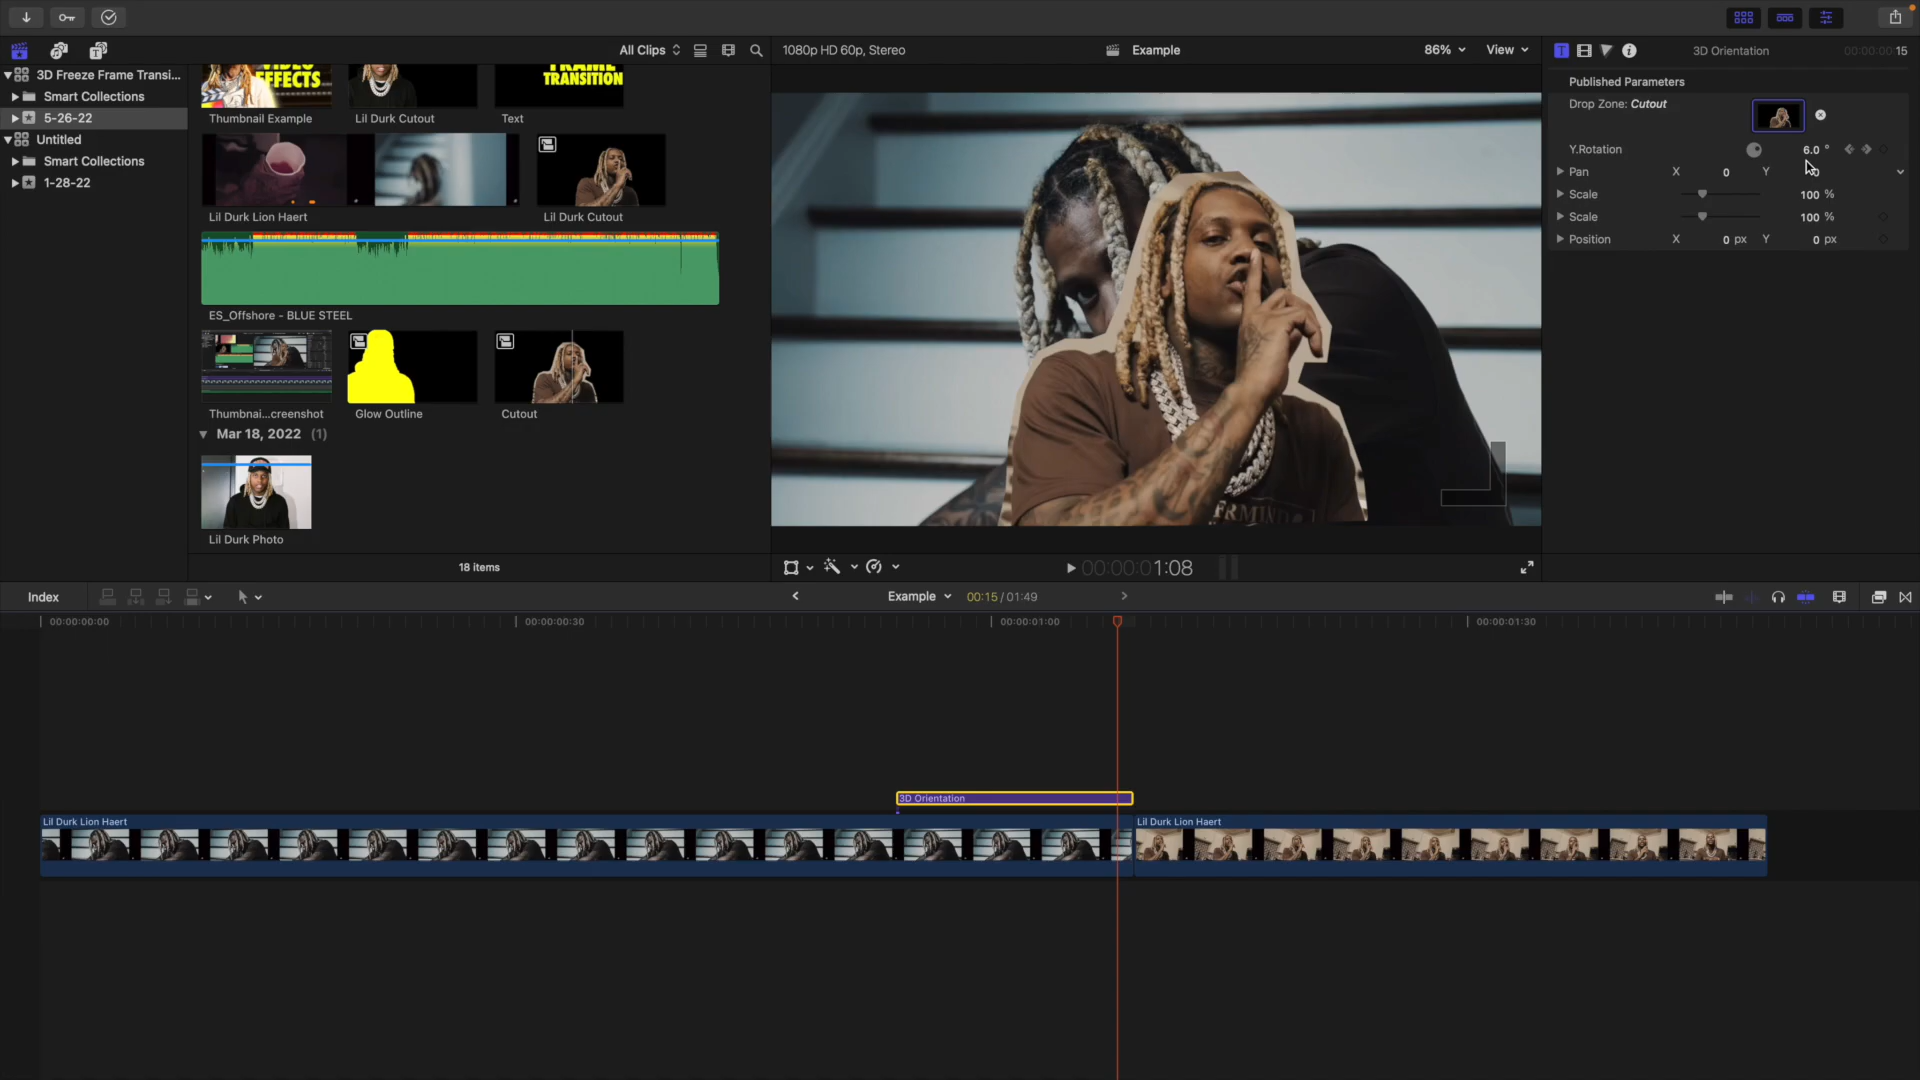 All Clips
1080p HD 60p, Stereo
Example
86%
View
3D Orientation
00:00:00:15
3D Freeze Frame Transi...
Smart Collections
5-26-22
Untitled
Smart Collections
1-28-22
VIDEO
EFFECTS
FRAME
TRANSITION
Thumbnail Example
Lil Durk Cutout
Text
Lil Durk Lion Haert
Lil Durk Cutout
ES_Offshore - BLUE STEEL
Thumbnai...creenshot
Glow Outline
Cutout
Mar 18, 2022 (1)
Lil Durk Photo
18 items
Published Parameters
Drop Zone: Cutout
Y.Rotation 6.0 °
Pan X 0 Y 0
Scale 100 %
Scale 100 %
Position X 0 px Y 0 px
00:00:01:08
Index
Example
00:15 / 01:49
00:00:00:00
00:00:00:30
00:00:01:00
00:00:01:30
3D Orientation
Lil Durk Lion Haert
Lil Durk Lion Haert